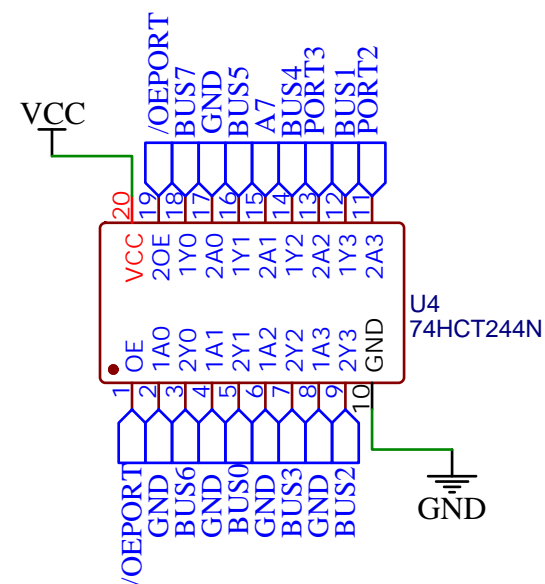 /OEPORT
BUS7
GND
BUS5
A7
BUS4
PORT3
BUS1
PORT2
VCC
20
19
18
17
16
15
14
13
12
11
VCC
2OE
1Y0
2A0
1Y1
2A1
1Y2
2A2
1Y3
2A3
U4
74HCT244N
OE
1A0
2Y0
1A1
2Y1
1A2
2Y2
1A3
2Y3
GND
1
2
3
4
5
6
7
8
9
10
/OEPORT
GND
BUS6
GND
BUS0
GND
BUS3
GND
BUS2
GND